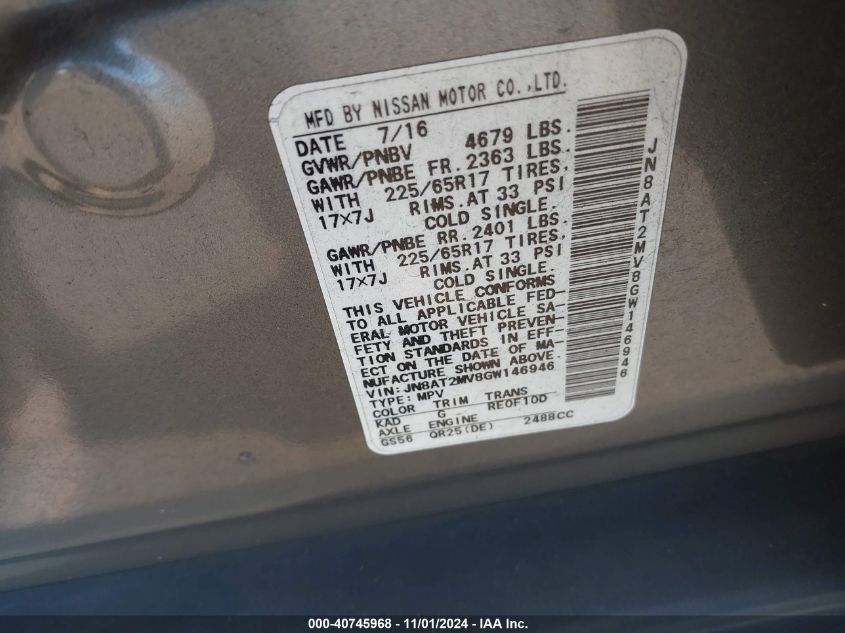 MFD BY NISSAN MOTOR CO.,LTD.
DATE 7/16
GVWR/PNBV 4679 LBS.
GAWR/PNBE FR. 2363 LBS.
WITH 225/65R17 TIRES.
17×7J RIMS.AT 33 PSI
COLD SINGLE.
GAWR/PNBE RR. 2401 LBS.
WITH 225/65R17 TIRES.
17×7J RIMS.AT 33 PSI
COLD SINGLE.
THIS VEHICLE CONFORMS
TO ALL APPLICABLE FED-
ERAL MOTOR VEHICLE SA-
FETY AND THEFT PREVEN-
TION STANDARDS IN EFF-
ECT ON THE DATE OF MA-
NUFACTURE SHOWN ABOVE.
VIN: JN8AT2MV8GW146946
TYPE: MPV
COLOR TRIM TRANS
KAD G RE0F10D
AXLE ENGINE
GS56 QR25(DE) 2488CC
JN8AT2MV8GW146946
000-40745968 - 11/01/2024 - IAA Inc.